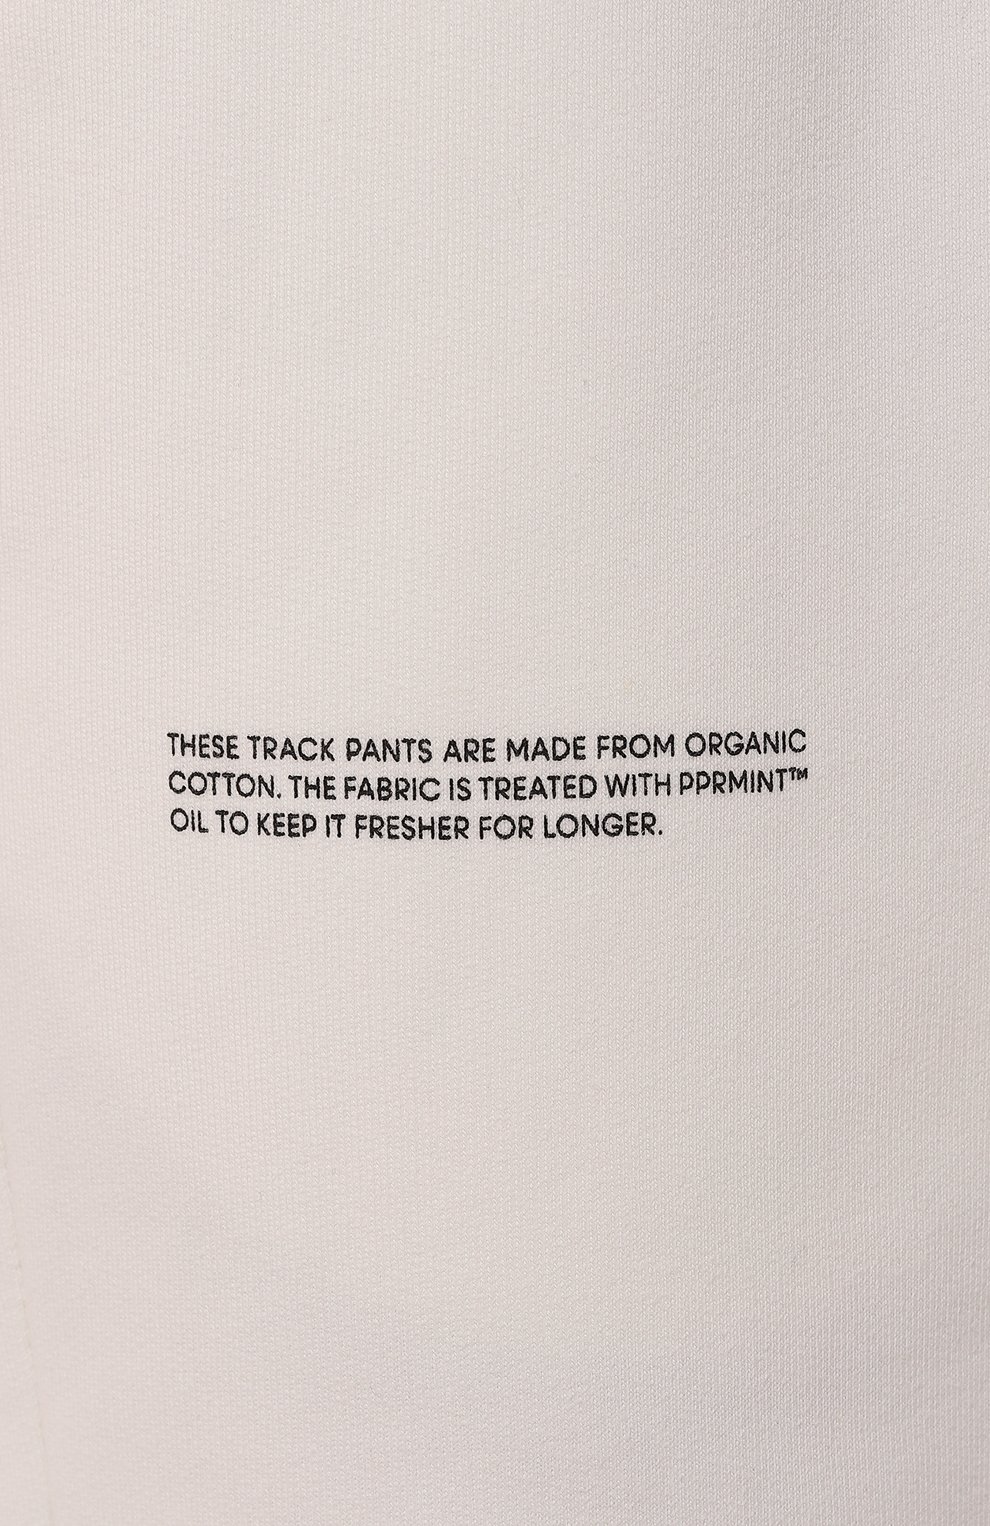 THESE TRACK PANTS ARE MADE FROM ORGANIC
COTTON. THE FABRIC IS TREATED WITH PPRMINT™
OIL TO KEEP IT FRESHER FOR LONGER.